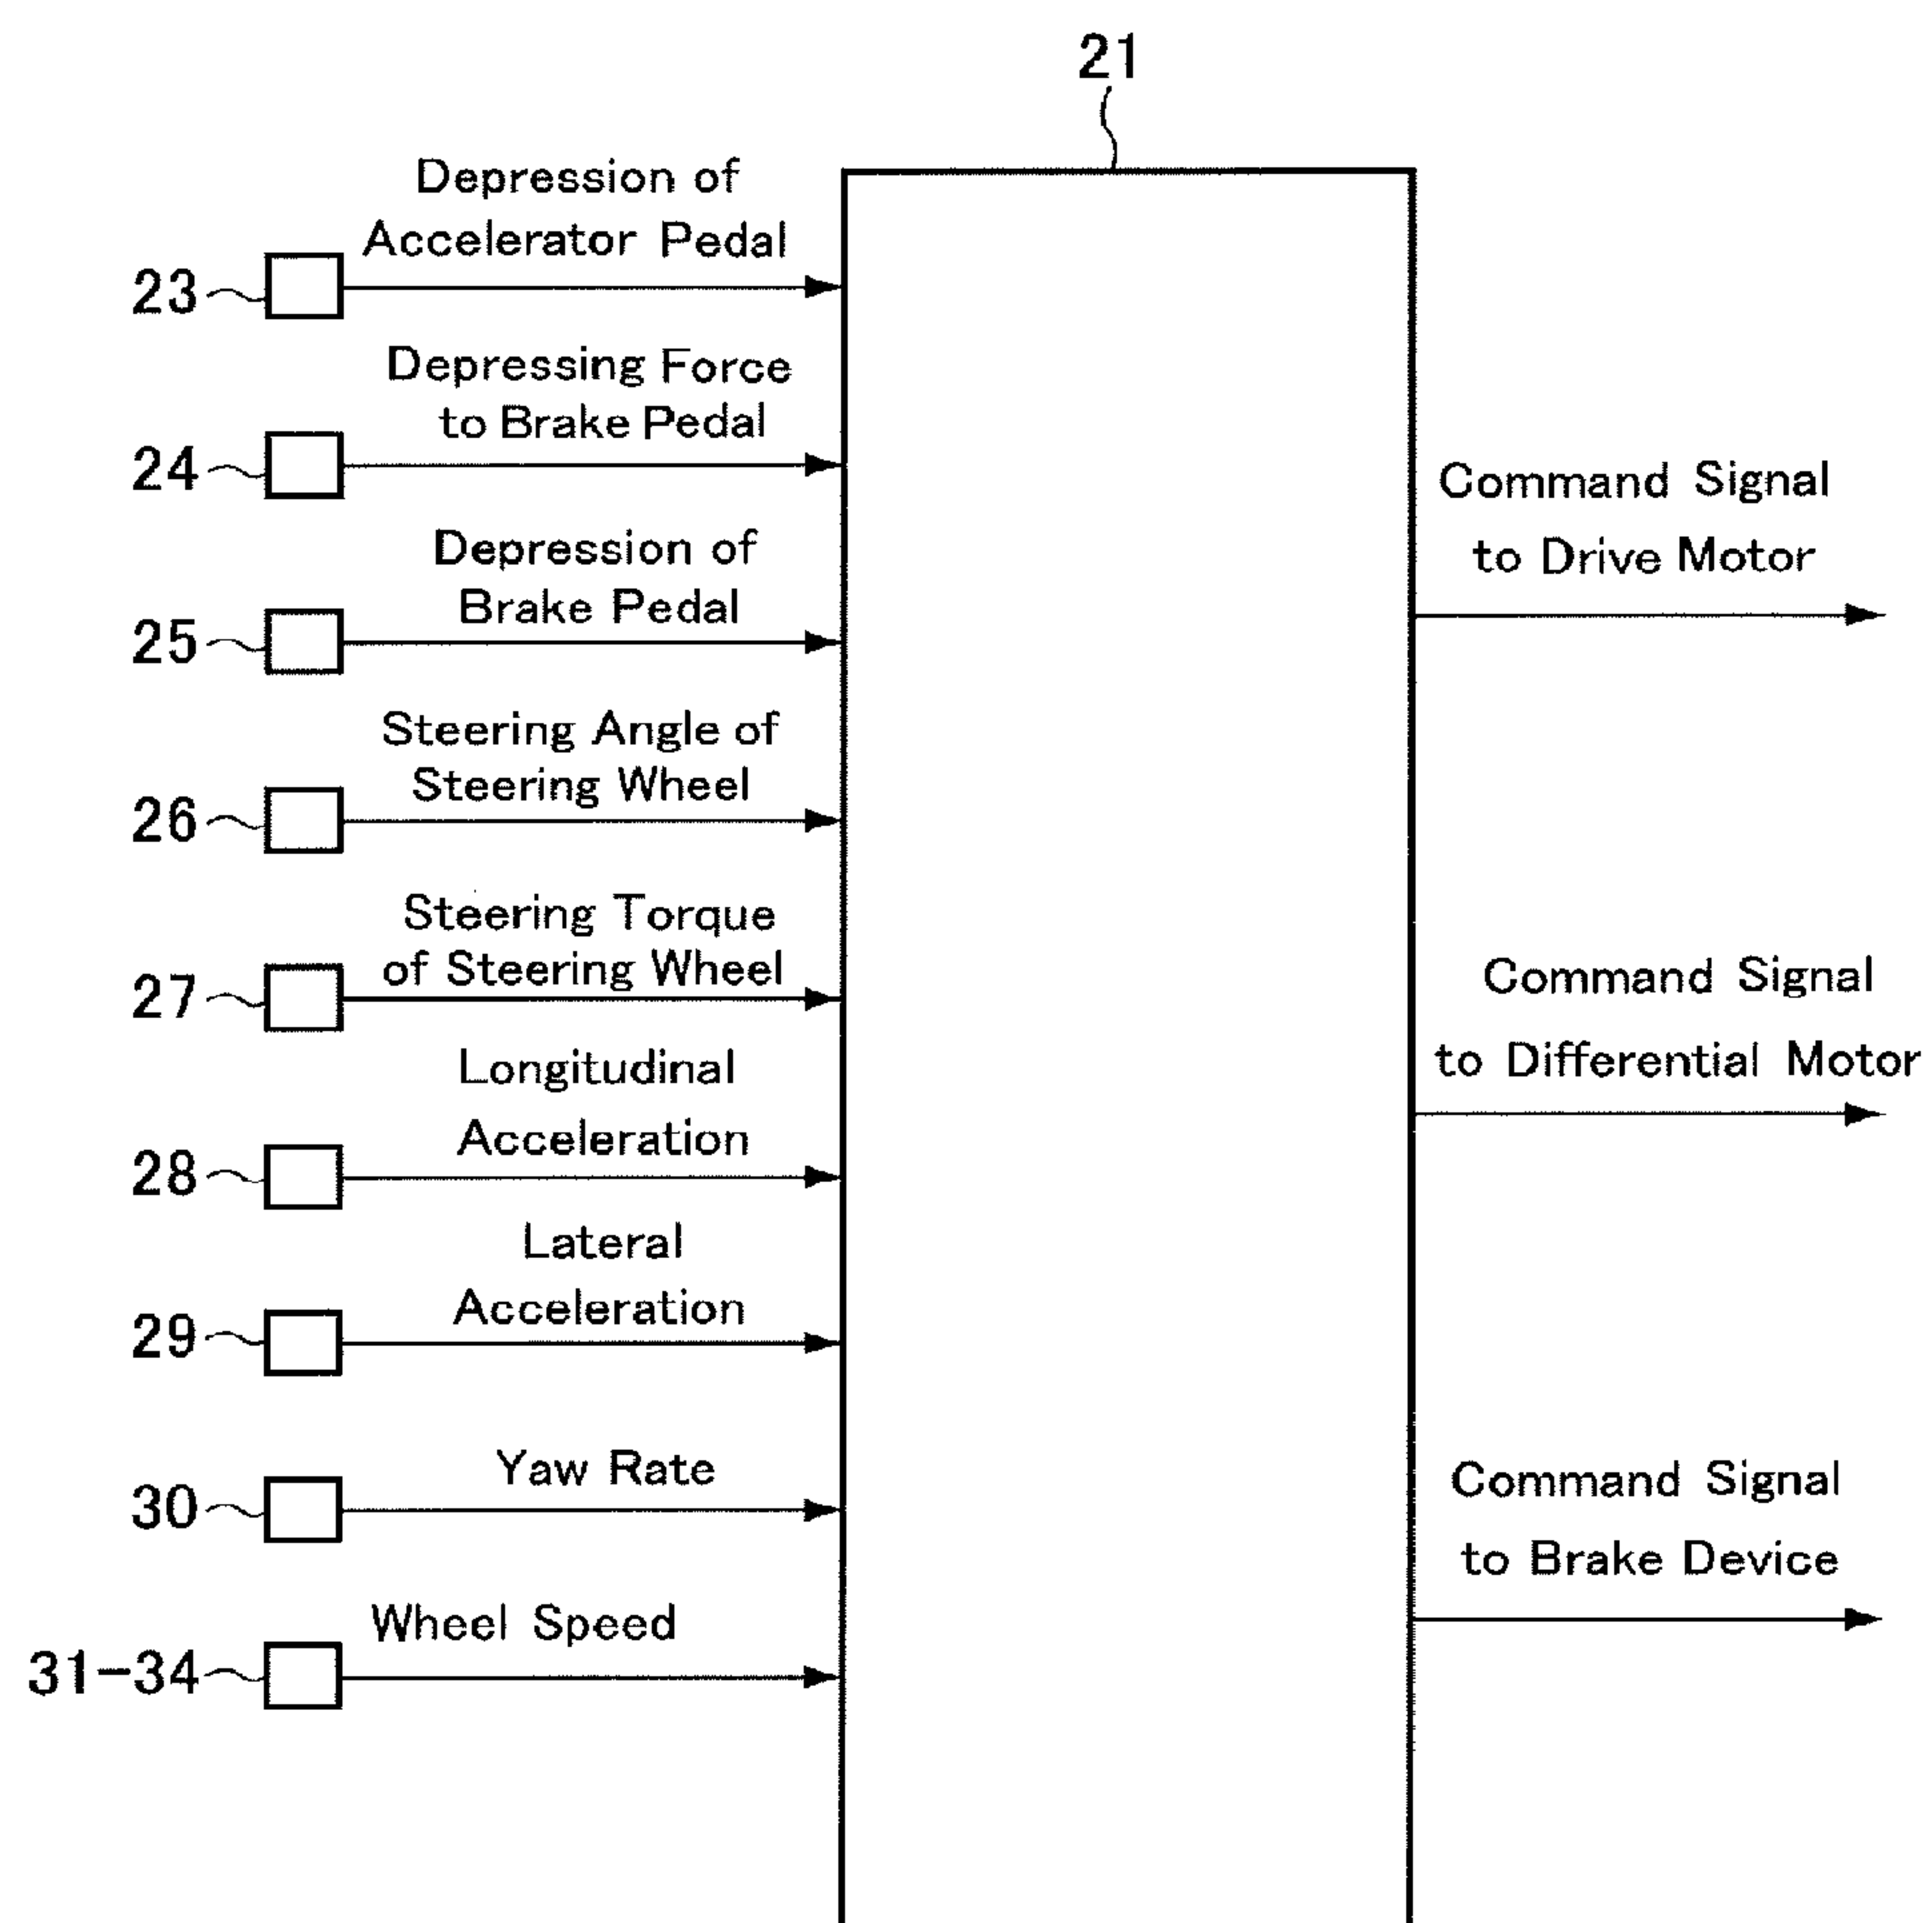 21
Depression of
Accelerator Pedal
23
Depressing Force
to Brake Pedal
24
Depression of
Brake Pedal
25
Steering Angle of
Steering Wheel
26
Steering Torque
of Steering Wheel
27
Longitudinal
Acceleration
28
Lateral
Acceleration
29
Yaw Rate
30
Wheel Speed
31-34
Command Signal
to Drive Motor
Command Signal
to Differential Motor
Command Signal
to Brake Device